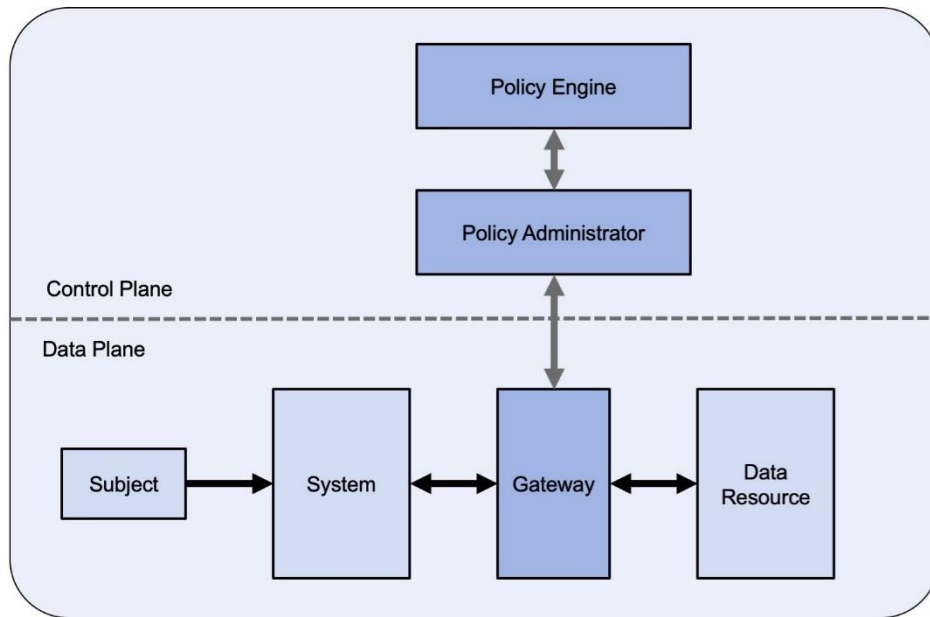 Policy Engine
Policy Administrator
Control Plane
Data Plane
Subject
System
Gateway
Data
Resource